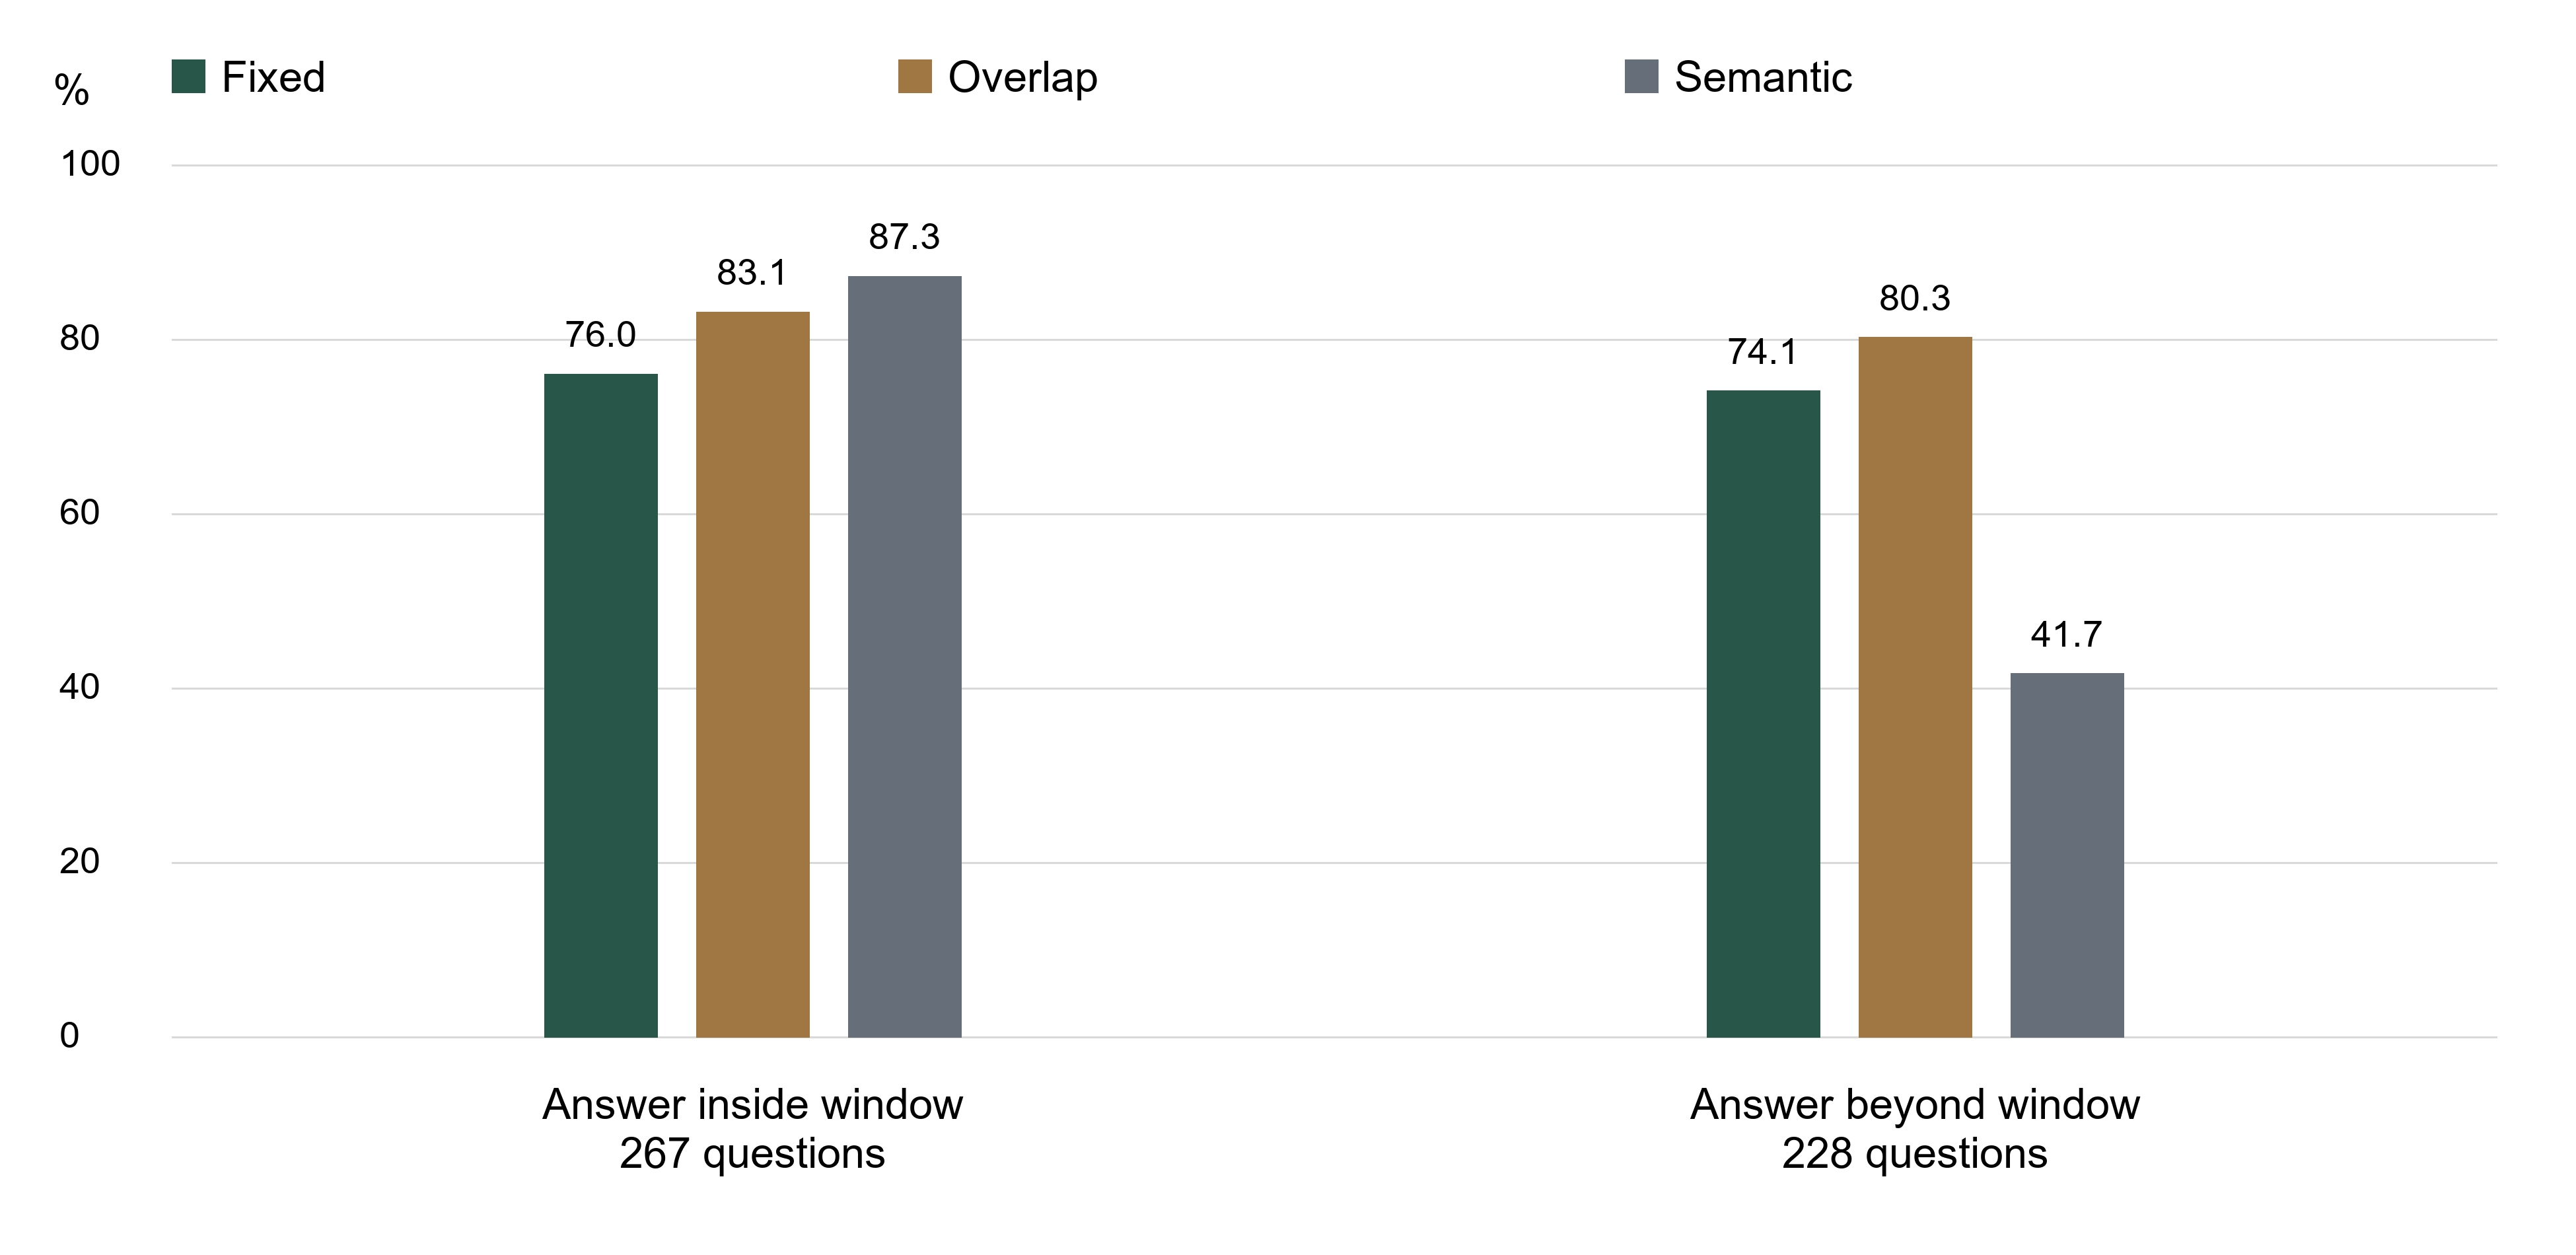 %
Fixed
Overlap
Semantic
100
80
60
40
20
0
76.0
83.1
87.3
74.1
80.3
41.7
Answer inside window
267 questions
Answer beyond window
228 questions